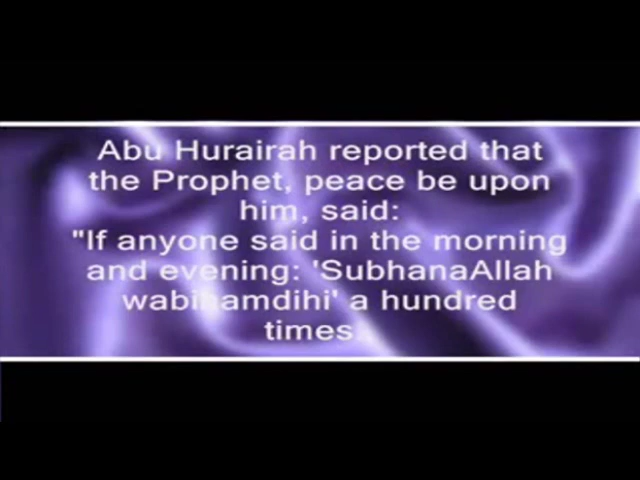 Abu Hurairah reported that
the Prophet, peace be upon
him, said:
"If anyone said in the morning
and evening: 'SubhanaAllah
wabihamdihi' a hundred
times...